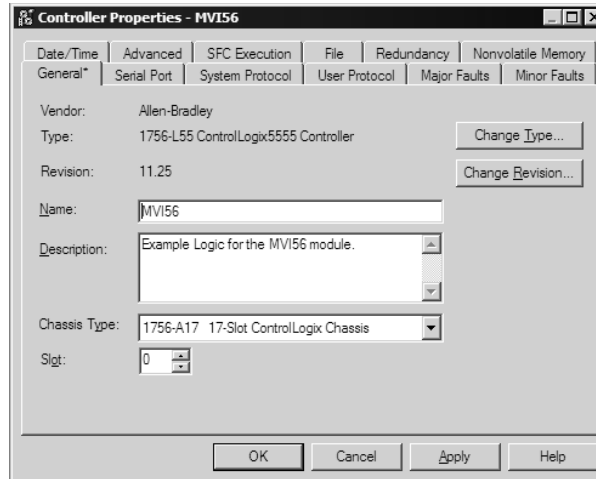 Controller Properties - MVI56
Date/Time Advanced SFC Execution File Redundancy Nonvolatile Memory
General* Serial Port System Protocol User Protocol Major Faults Minor Faults
Vendor: Allen-Bradley
Type: 1756-L55 ControlLogix5555 Controller Change Type...
Revision: 11.25 Change Revision...
Name: MVI56
Description: Example Logic for the MVI56 module.
Chassis Type: 1756-A17 17-Slot ControlLogix Chassis
Slot: 0
OK Cancel Apply Help